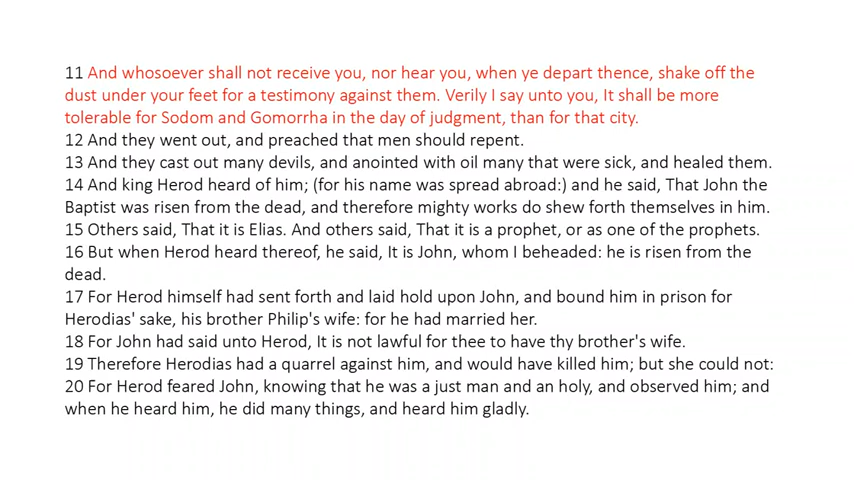 11 And whosoever shall not receive you, nor hear you, when ye depart thence, shake off the
dust under your feet for a testimony against them. Verily I say unto you, It shall be more
tolerable for Sodom and Gomorrha in the day of judgment, than for that city.
12 And they went out, and preached that men should repent.
13 And they cast out many devils, and anointed with oil many that were sick, and healed them.
14 And king Herod heard of him; (for his name was spread abroad:) and he said, That John the
Baptist was risen from the dead, and therefore mighty works do shew forth themselves in him.
15 Others said, That it is Elias. And others said, That it is a prophet, or as one of the prophets.
16 But when Herod heard thereof, he said, It is John, whom I beheaded: he is risen from the
dead.
17 For Herod himself had sent forth and laid hold upon John, and bound him in prison for
Herodias' sake, his brother Philip's wife: for he had married her.
18 For John had said unto Herod, It is not lawful for thee to have thy brother's wife.
19 Therefore Herodias had a quarrel against him, and would have killed him; but she could not:
20 For Herod feared John, knowing that he was a just man and an holy, and observed him; and
when he heard him, he did many things, and heard him gladly.